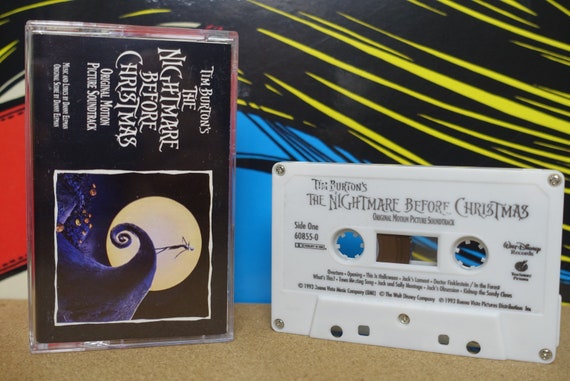 TIM BURTON'S
THE
NIGHTMARE
BEFORE
CHRISTMAS
ORIGINAL MOTION
PICTURE SOUNDTRACK
MUSIC AND LYRICS BY DANNY ELFMAN
ORIGINAL SCORE BY DANNY ELFMAN
TIM BURTON'S
THE NIGHTMARE BEFORE CHRISTMAS
ORIGINAL MOTION PICTURE SOUNDTRACK
Side One
60855-0
Walt Disney
Records
Touchstone
Pictures
Overture • Opening • This Is Halloween • Jack's Lament • Doctor Finklestein / In the Forest
What's This? • Town Meeting Song • Jack and Sally Montage • Jack's Obsession • Kidnap the Sandy Claws
© 1993 Buena Vista Music Company (BMI) © The Walt Disney Company ℗ 1993 Buena Vista Pictures Distribution Inc